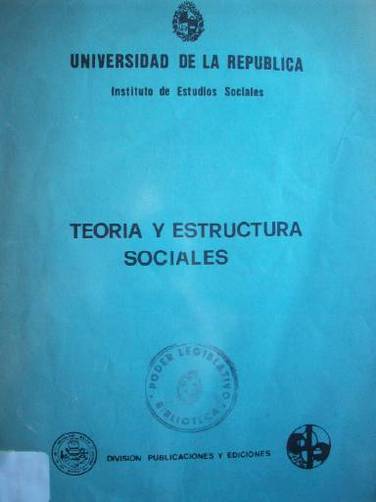 UNIVERSIDAD DE LA REPUBLICA
Instituto de Estudios Sociales
TEORIA Y ESTRUCTURA
SOCIALES
PODER LEGISLATIVO
BIBLIOTECA
DIVISION PUBLICACIONES Y EDICIONES